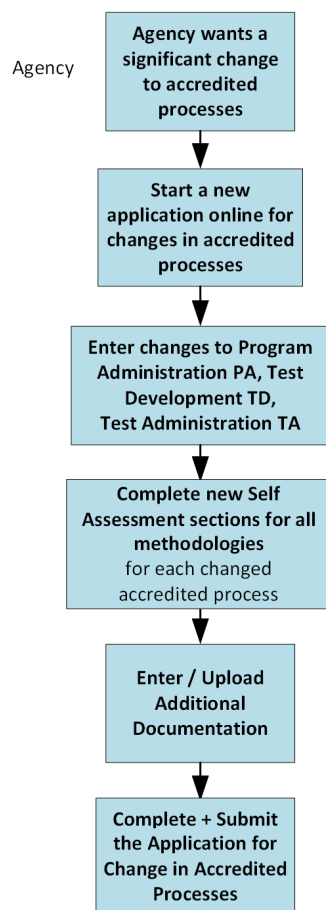 Agency
Agency wants a
significant change
to accredited
processes
Start a new
application online for
changes in accredited
processes
Enter changes to Program
Administration PA, Test
Development TD,
Test Administration TA
Complete new Self
Assessment sections for all
methodologies
for each changed
accredited process
Enter / Upload
Additional
Documentation
Complete + Submit
the Application for
Change in Accredited
Processes